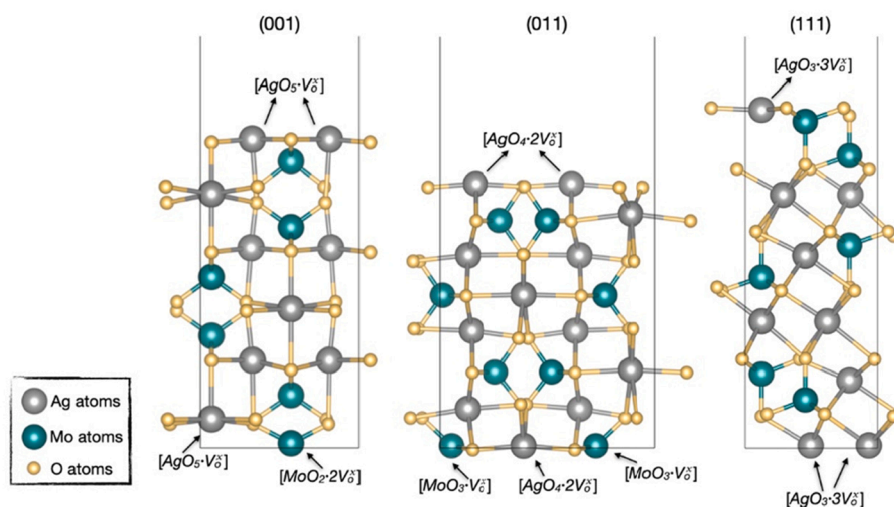 (001)
(011)
(111)
[AgO₅·Vₒˣ]
[AgO₄·2Vₒˣ]
[AgO₃·3Vₒˣ]
Ag atoms
Mo atoms
O atoms
[AgO₅·Vₒˣ]
[MoO₂·2Vₒˣ]
[MoO₃·V꜀ˣ]
[AgO₄·2Vₒˣ]
[MoO₃·Vₒˣ]
[AgO₃·3Vₒˣ]